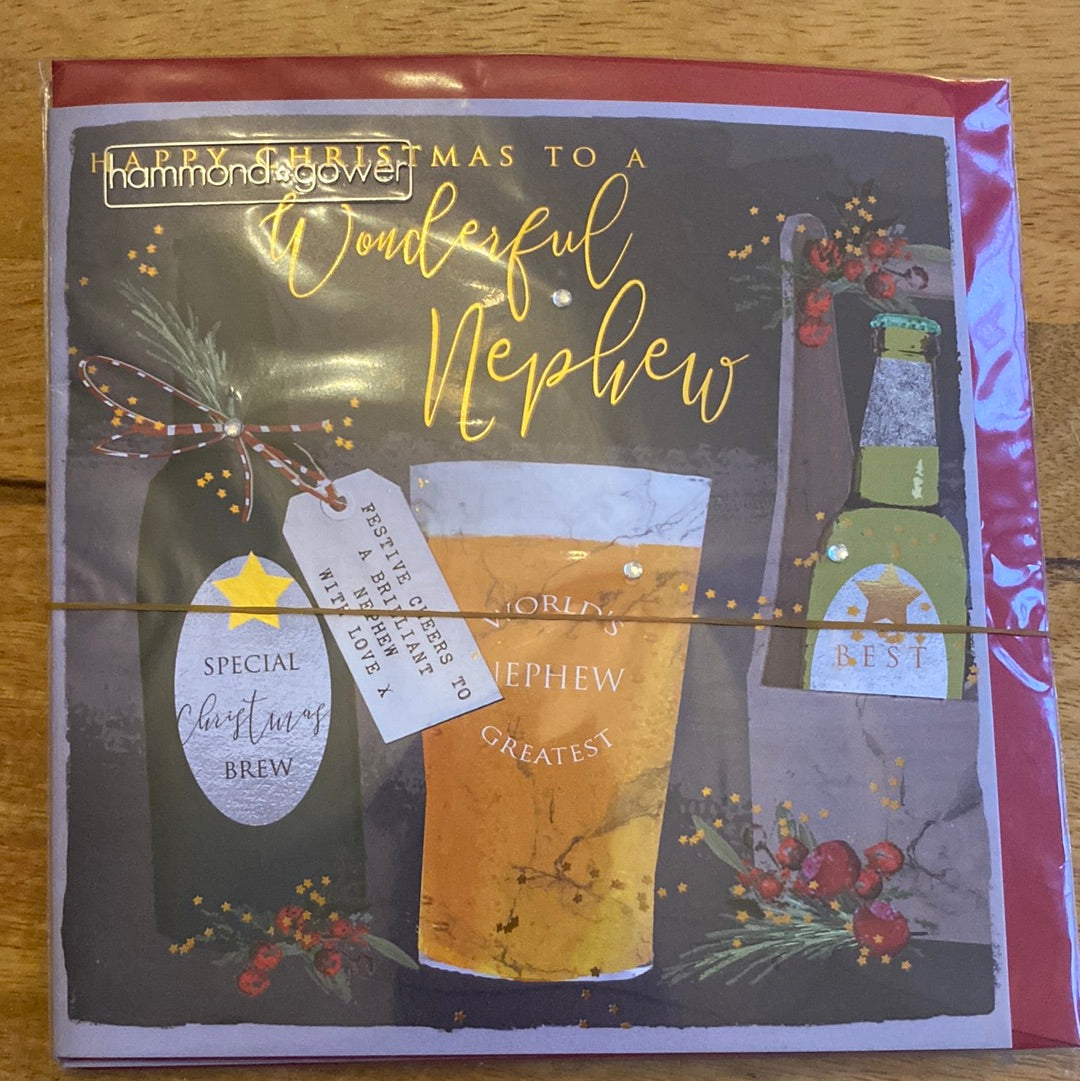 HAPPY CHRISTMAS TO A
hammond gower
Wonderful
Nephew
FESTIVE CHEERS TO
A BRILLIANT
NEPHEW
WITH LOVE X
SPECIAL
Christmas
BREW
WORLD'S
NEPHEW
GREATEST
BEST